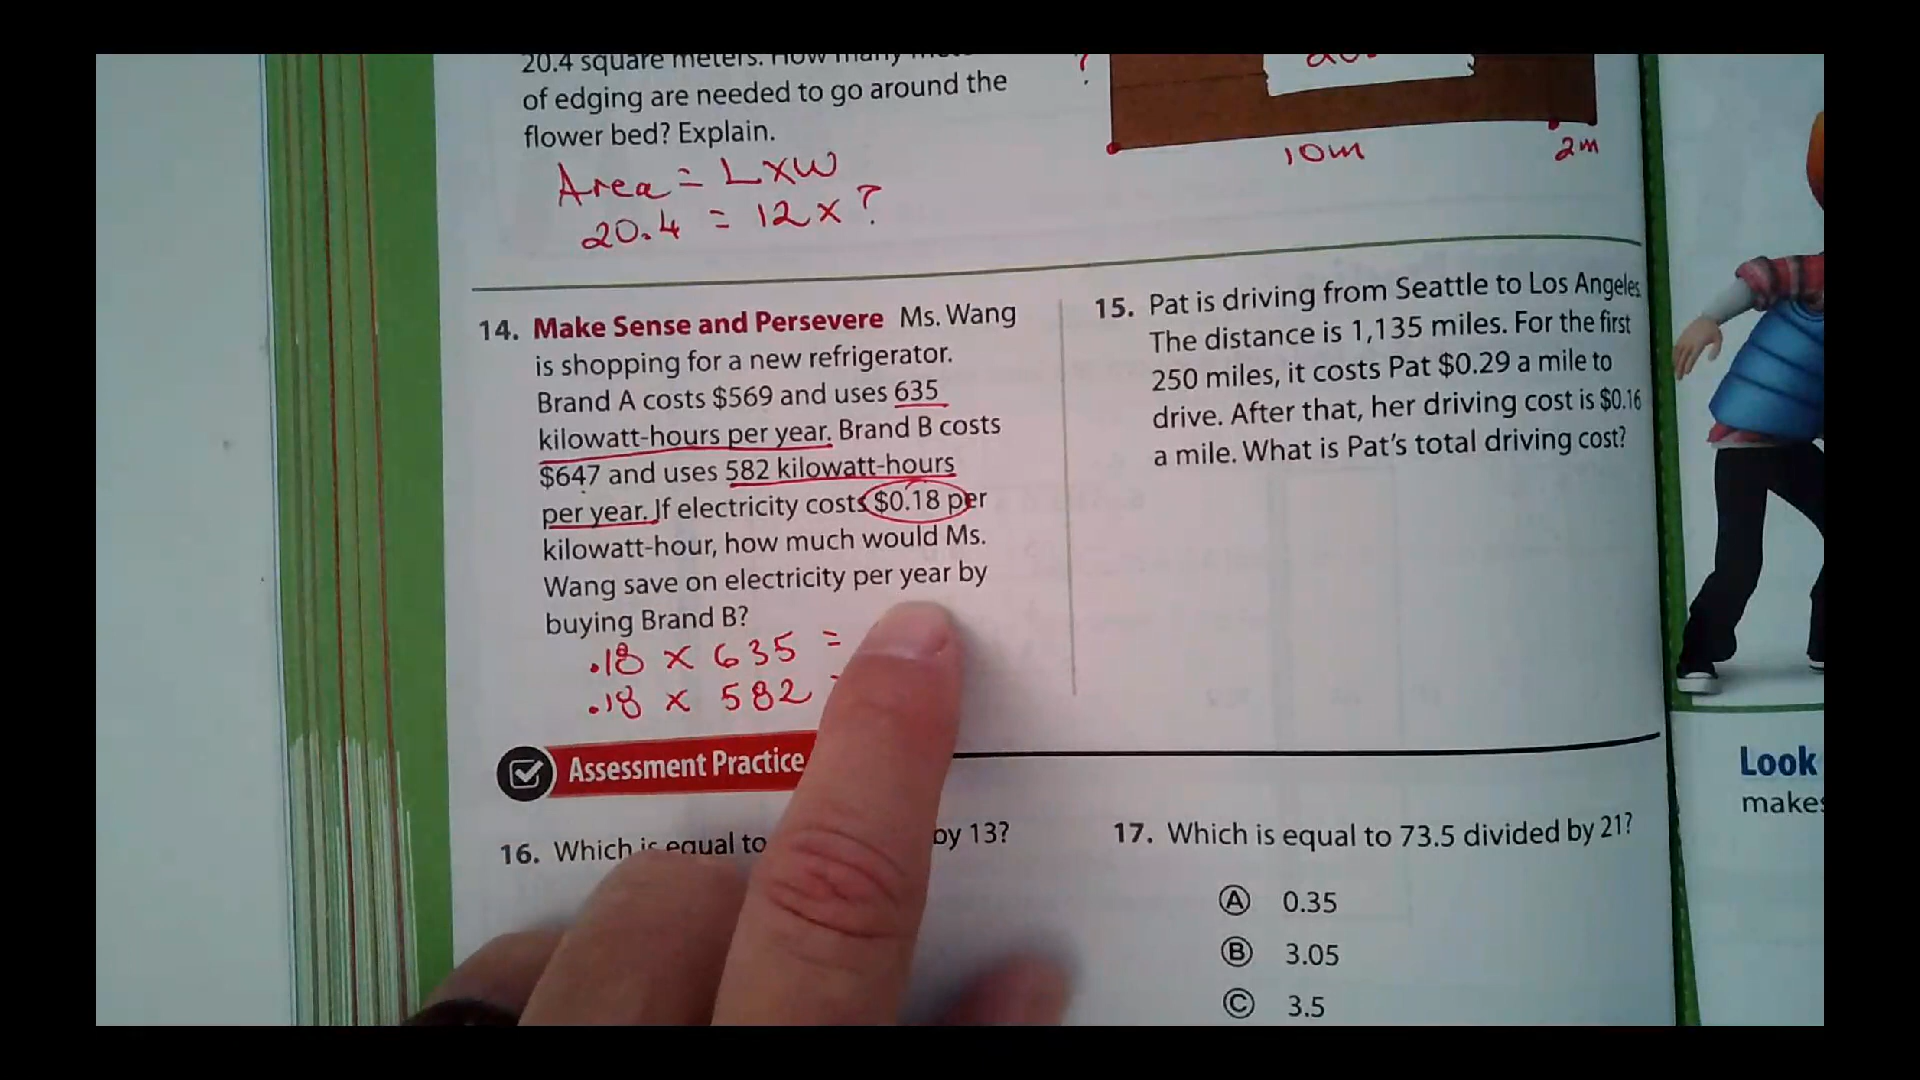 20.4 square meters. How many
of edging are needed to go around the
flower bed? Explain.
Area = L x W
20.4 = 12 x ?
?
10m
2m
14. Make Sense and Persevere Ms. Wang
is shopping for a new refrigerator.
Brand A costs $569 and uses 635
kilowatt-hours per year. Brand B costs
$647 and uses 582 kilowatt-hours
per year. If electricity costs $0.18 per
kilowatt-hour, how much would Ms.
Wang save on electricity per year by
buying Brand B?
.18 x 635 =
.18 x 582
15. Pat is driving from Seattle to Los Angeles
The distance is 1,135 miles. For the first
250 miles, it costs Pat $0.29 a mile to
drive. After that, her driving cost is $0.16
a mile. What is Pat's total driving cost?
Assessment Practice
16. Which is equal to by 13?
17. Which is equal to 73.5 divided by 21?
A 0.35
B 3.05
C 3.5
Look
makes